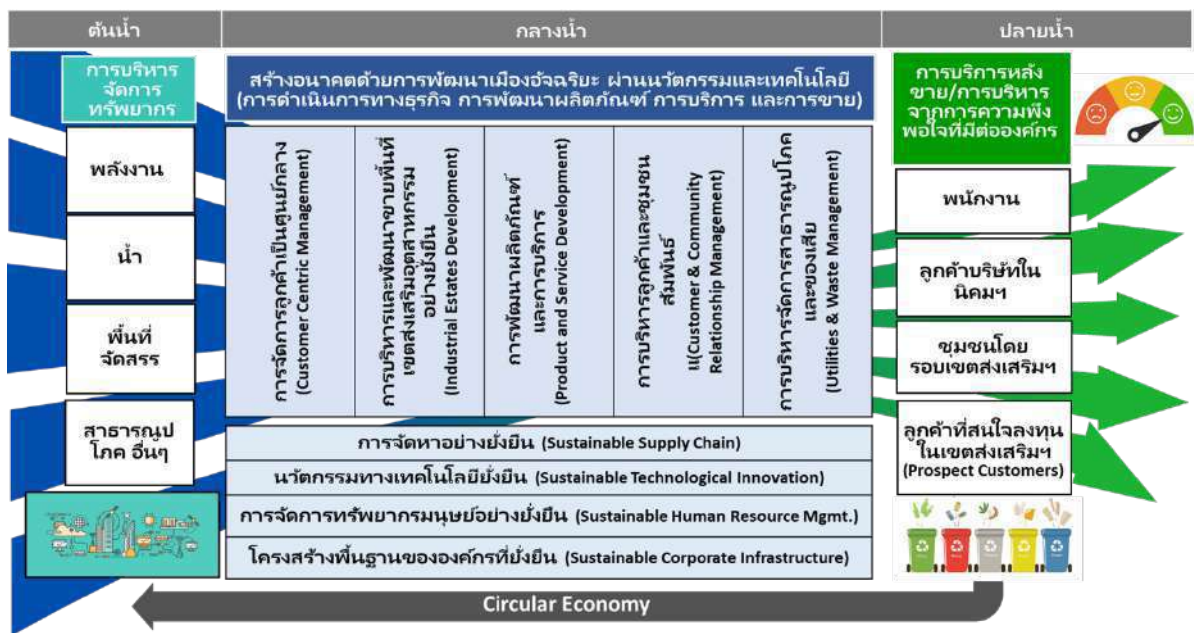 ต้นน้ำ
กลางน้ำ
ปลายน้ำ
การบริหาร
จัดการ
ทรัพยากร
พลังงาน
น้ำ
พื้นที่
จัดสรร
สาธารณูป
โภค อื่นๆ
สร้างอนาคตด้วยการพัฒนาเมืองอัจฉริยะ ผ่านนวัตกรรมและเทคโนโลยี
(การดำเนินการทางธุรกิจ การพัฒนาผลิตภัณฑ์ การบริการ และการขาย)
การจัดการลูกค้าเป็นศูนย์กลาง
(Customer Centric Management)
การบริหารและพัฒนาขายพื้นที่
เขตส่งเสริมอุตสาหกรรม
อย่างยั่งยืน
(Industrial Estates Development)
การพัฒนาผลิตภัณฑ์
และการบริการ
(Product and Service Development)
การบริหารลูกค้าและชุมชน
สัมพันธ์
แ(Customer & Community
Relationship Management)
การบริหารจัดการสาธารณูปโภค
และของเสีย
(Utilities & Waste Management)
การจัดหาอย่างยั่งยืน (Sustainable Supply Chain)
นวัตกรรมทางเทคโนโลยียั่งยืน (Sustainable Technological Innovation)
การจัดการทรัพยากรมนุษย์อย่างยั่งยืน (Sustainable Human Resource Mgmt.)
โครงสร้างพื้นฐานขององค์กรที่ยั่งยืน (Sustainable Corporate Infrastructure)
การบริการหลัง
ขาย/การบริหาร
จากการความพึง
พอใจที่มีต่อองค์กร
พนักงาน
ลูกค้าบริษัทใน
นิคมฯ
ชุมชนโดย
รอบเขตส่งเสริมฯ
ลูกค้าที่สนใจลงทุน
ในเขตส่งเสริมฯ
(Prospect Customers)
Circular Economy